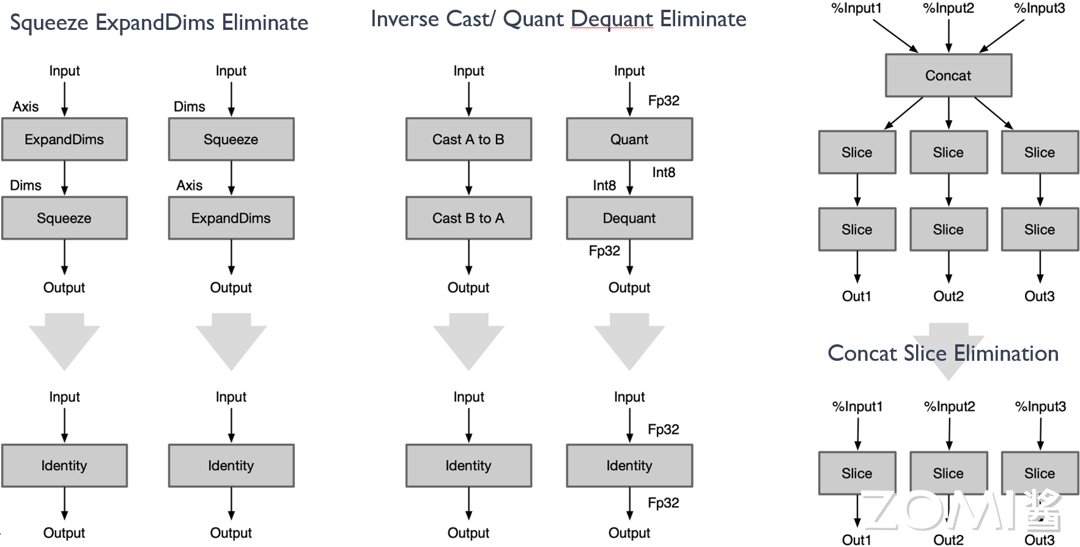 Squeeze ExpandDims Eliminate
Input
Axis
ExpandDims
Dims
Squeeze
Output
Input
Identity
Output
Input
Dims
Squeeze
Axis
ExpandDims
Output
Input
Identity
Output
Inverse Cast/ Quant Dequant Eliminate
Input
Cast A to B
Cast B to A
Output
Input
Identity
Output
Input
Fp32
Quant
Int8
Int8
Dequant
Fp32
Output
Input
Fp32
Identity
Fp32
Output
%Input1 %Input2 %Input3
Concat
Slice Slice Slice
Slice Slice Slice
Out1 Out2 Out3
Concat Slice Elimination
%Input1 %Input2 %Input3
Slice Slice Slice
Out1 Out2 Out3
ZOMI酱